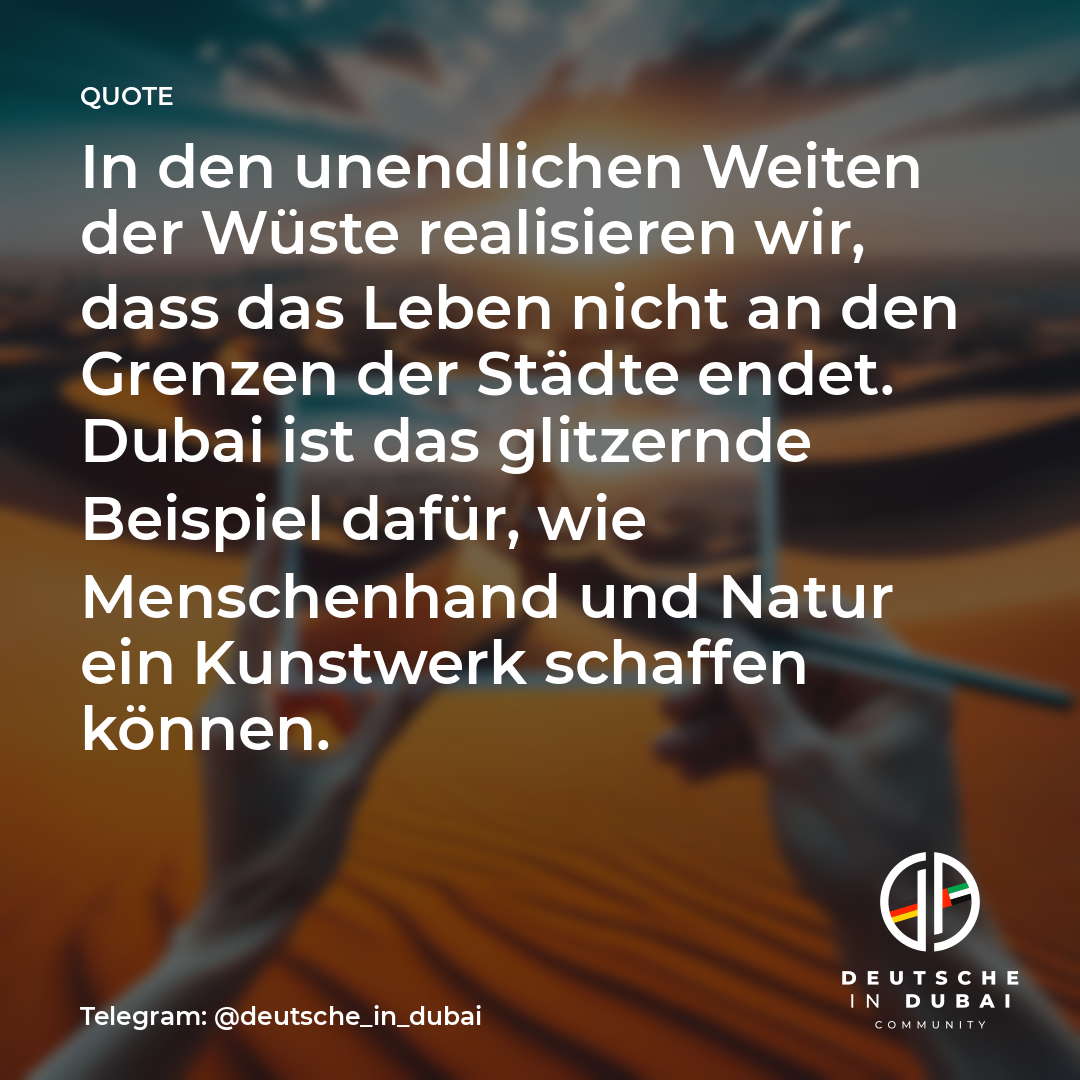 QUOTE
In den unendlichen Weiten
der Wüste realisieren wir,
dass das Leben nicht an den
Grenzen der Städte endet.
Dubai ist das glitzernde
Beispiel dafür, wie
Menschenhand und Natur
ein Kunstwerk schaffen
können.
DEUTSCHE
IN DUBAI
COMMUNITY
Telegram: @deutsche_in_dubai